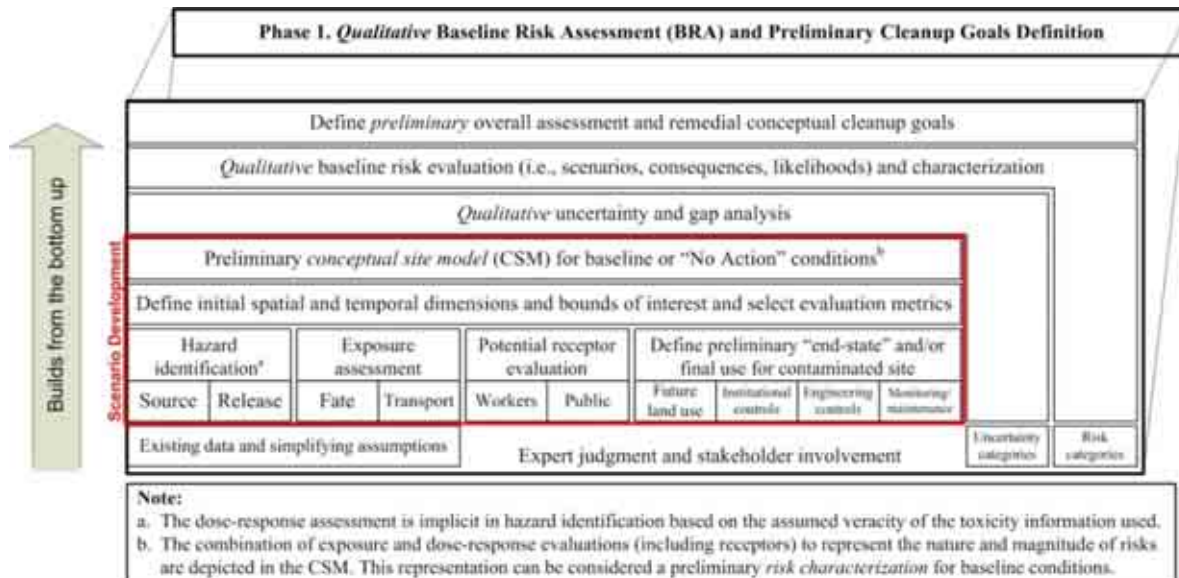 Phase 1. Qualitative Baseline Risk Assessment (BRA) and Preliminary Cleanup Goals Definition
Define preliminary overall assessment and remedial conceptual cleanup goals
Qualitative baseline risk evaluation (i.e., scenarios, consequences, likelihoods) and characterization
Qualitative uncertainty and gap analysis
Builds from the bottom up
Scenario Development
Preliminary conceptual site model (CSM) for baseline or “No Action” conditionsb
Define initial spatial and temporal dimensions and bounds of interest and select evaluation metrics
Hazard
identificationa
Exposure
assessment
Potential receptor
evaluation
Define preliminary “end-state” and/or
final use for contaminated site
Source
Release
Fate
Transport
Workers
Public
Future
land use
Institutional
controls
Engineering
controls
Monitoring/
maintenance
Existing data and simplifying assumptions
Expert judgment and stakeholder involvement
Uncertainty
categories
Risk
categories
Note:
a. The dose-response assessment is implicit in hazard identification based on the assumed veracity of the toxicity information used.
b. The combination of exposure and dose-response evaluations (including receptors) to represent the nature and magnitude of risks
are depicted in the CSM. This representation can be considered a preliminary risk characterization for baseline conditions.